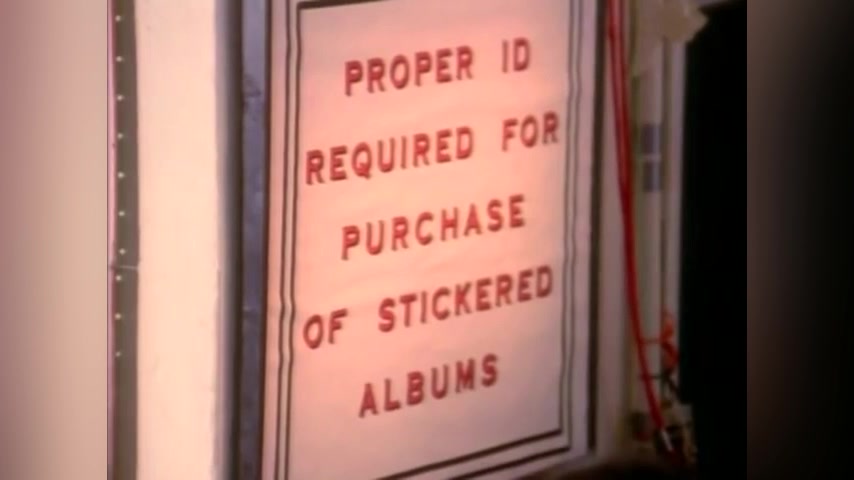 PROPER ID
REQUIRED FOR
PURCHASE
OF STICKERED
ALBUMS